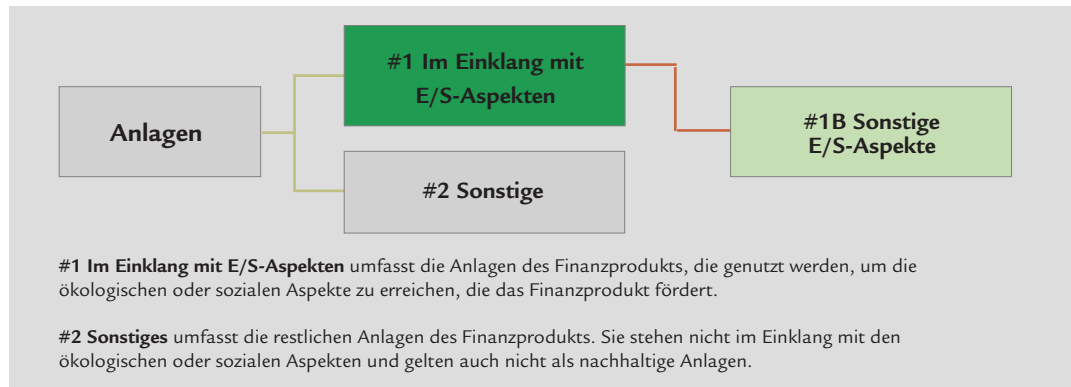 #1 Im Einklang mit
E/S-Aspekten
Anlagen
#1B Sonstige
E/S-Aspekte
#2 Sonstige
#1 Im Einklang mit E/S-Aspekten umfasst die Anlagen des Finanzprodukts, die genutzt werden, um die
ökologischen oder sozialen Aspekte zu erreichen, die das Finanzprodukt fördert.
#2 Sonstiges umfasst die restlichen Anlagen des Finanzprodukts. Sie stehen nicht im Einklang mit den
ökologischen oder sozialen Aspekten und gelten auch nicht als nachhaltige Anlagen.